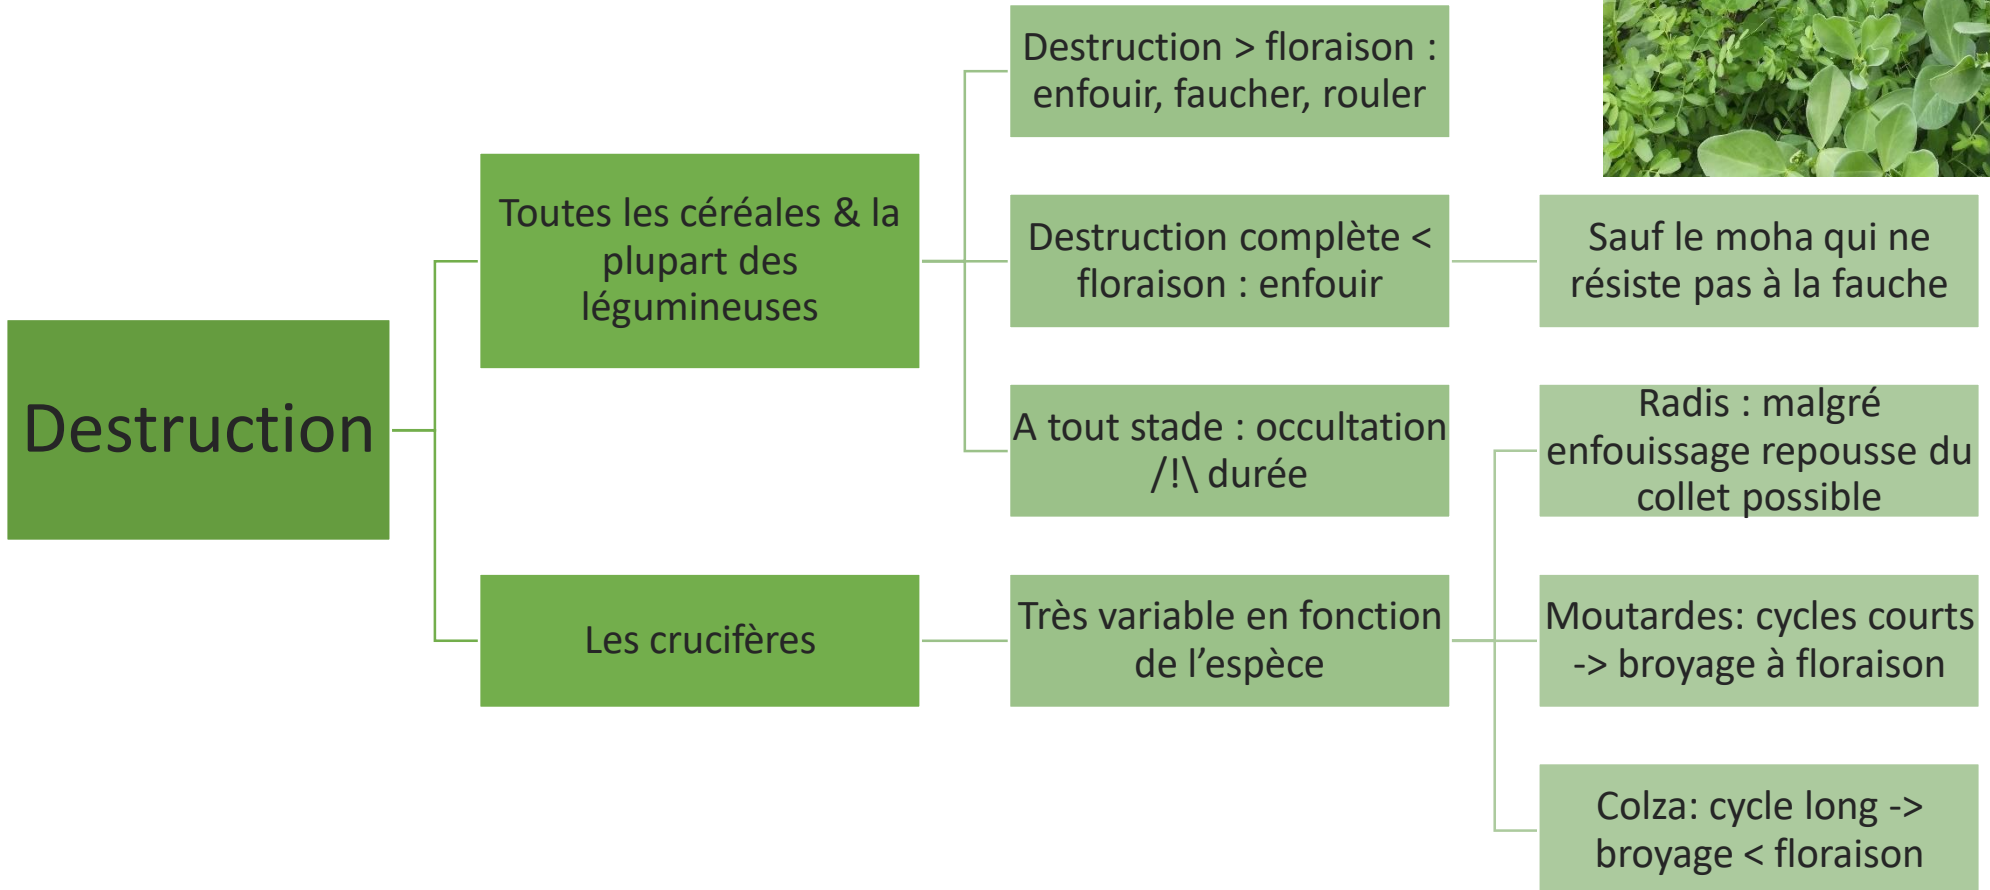 Destruction
Toutes les céréales & la
plupart des
légumineuses
Destruction > floraison :
enfouir, faucher, rouler
Destruction complète <
floraison : enfouir
Sauf le moha qui ne
résiste pas à la fauche
A tout stade : occultation
/!\ durée
Les crucifères
Très variable en fonction
de l’espèce
Radis : malgré
enfouissage repousse du
collet possible
Moutardes: cycles courts
-> broyage à floraison
Colza: cycle long ->
broyage < floraison